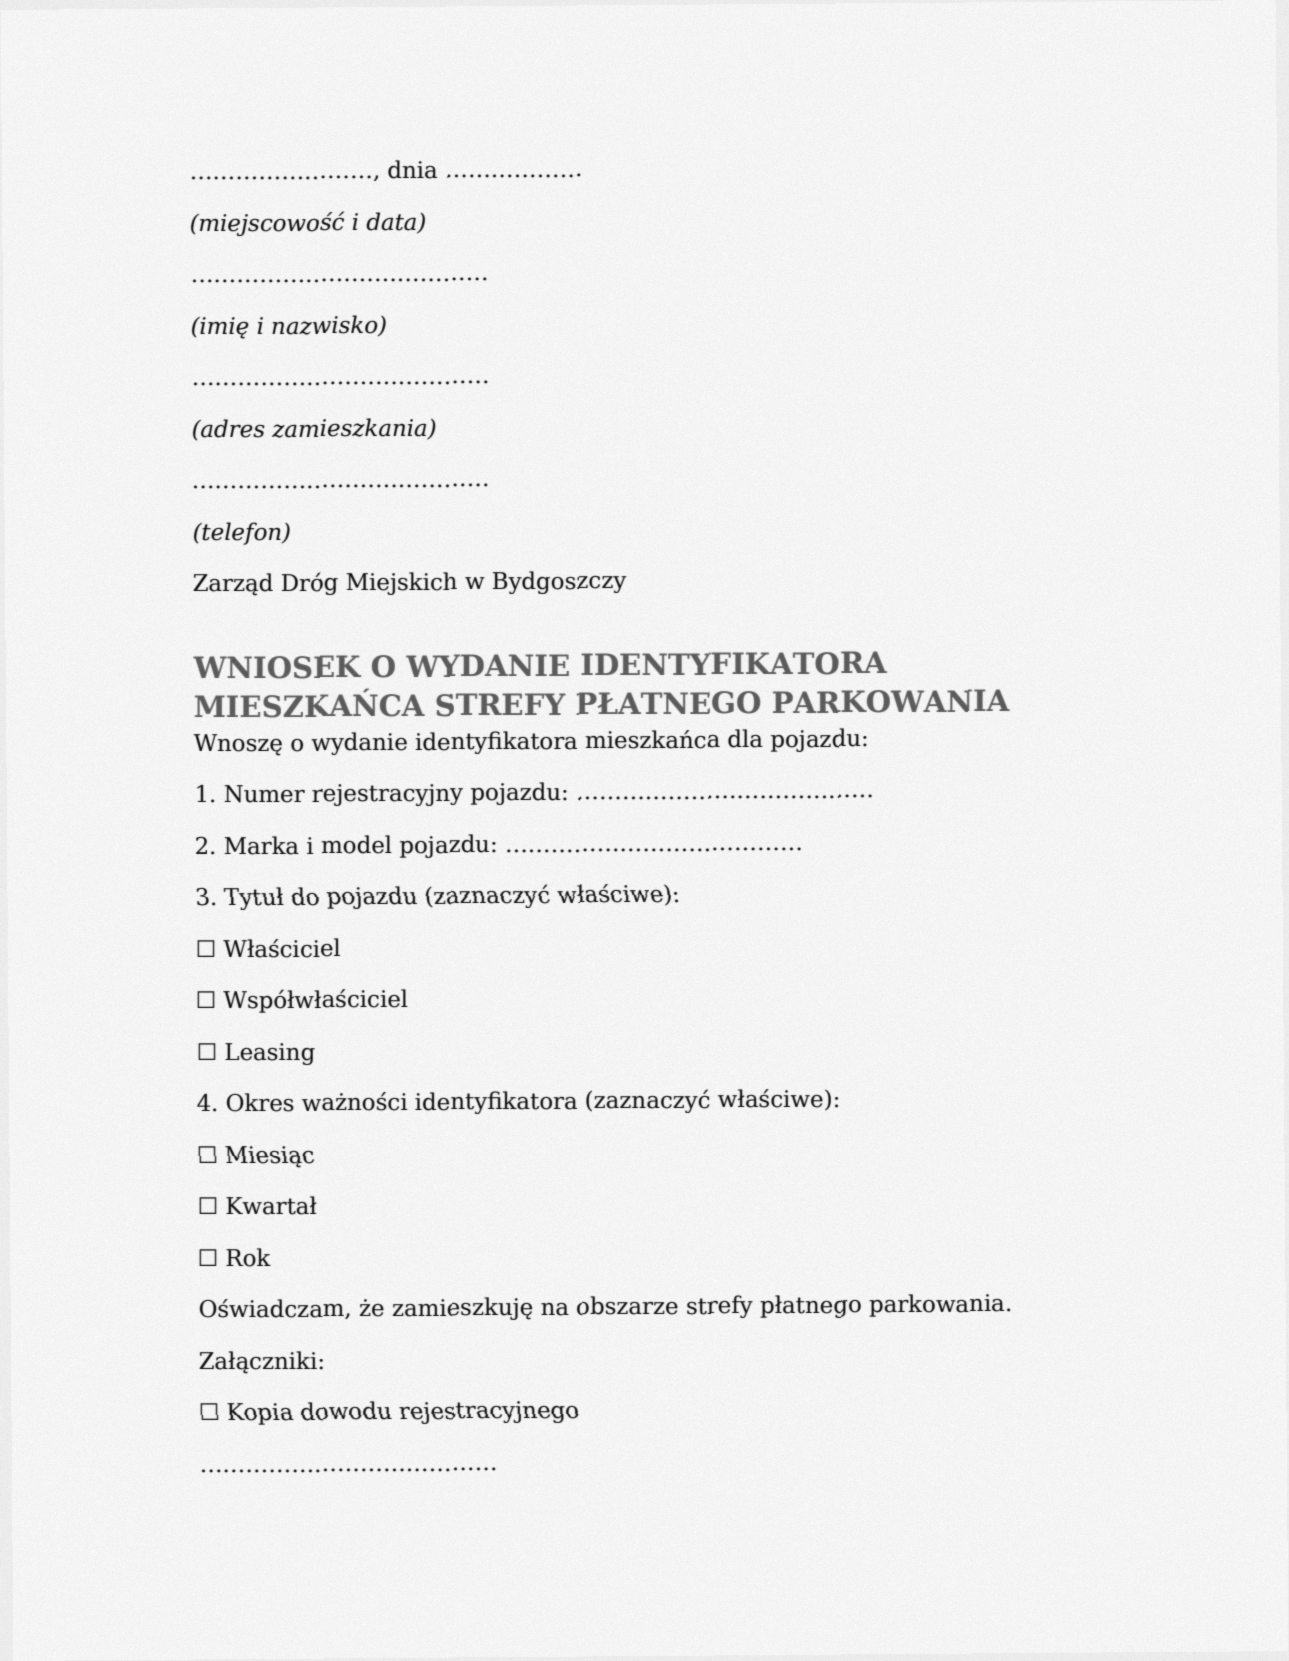 ........................, dnia ..................
(miejscowość i data)
.......................................
(imię i nazwisko)
.......................................
(adres zamieszkania)
.......................................
(telefon)
Zarząd Dróg Miejskich w Bydgoszczy
WNIOSEK O WYDANIE IDENTYFIKATORA
MIESZKAŃCA STREFY PŁATNEGO PARKOWANIA
Wnoszę o wydanie identyfikatora mieszkańca dla pojazdu:
1. Numer rejestracyjny pojazdu: .......................................
2. Marka i model pojazdu: .......................................
3. Tytuł do pojazdu (zaznaczyć właściwe):
☐ Właściciel
☐ Współwłaściciel
☐ Leasing
4. Okres ważności identyfikatora (zaznaczyć właściwe):
☐ Miesiąc
☐ Kwartał
☐ Rok
Oświadczam, że zamieszkuję na obszarze strefy płatnego parkowania.
Załączniki:
☐ Kopia dowodu rejestracyjnego
.......................................